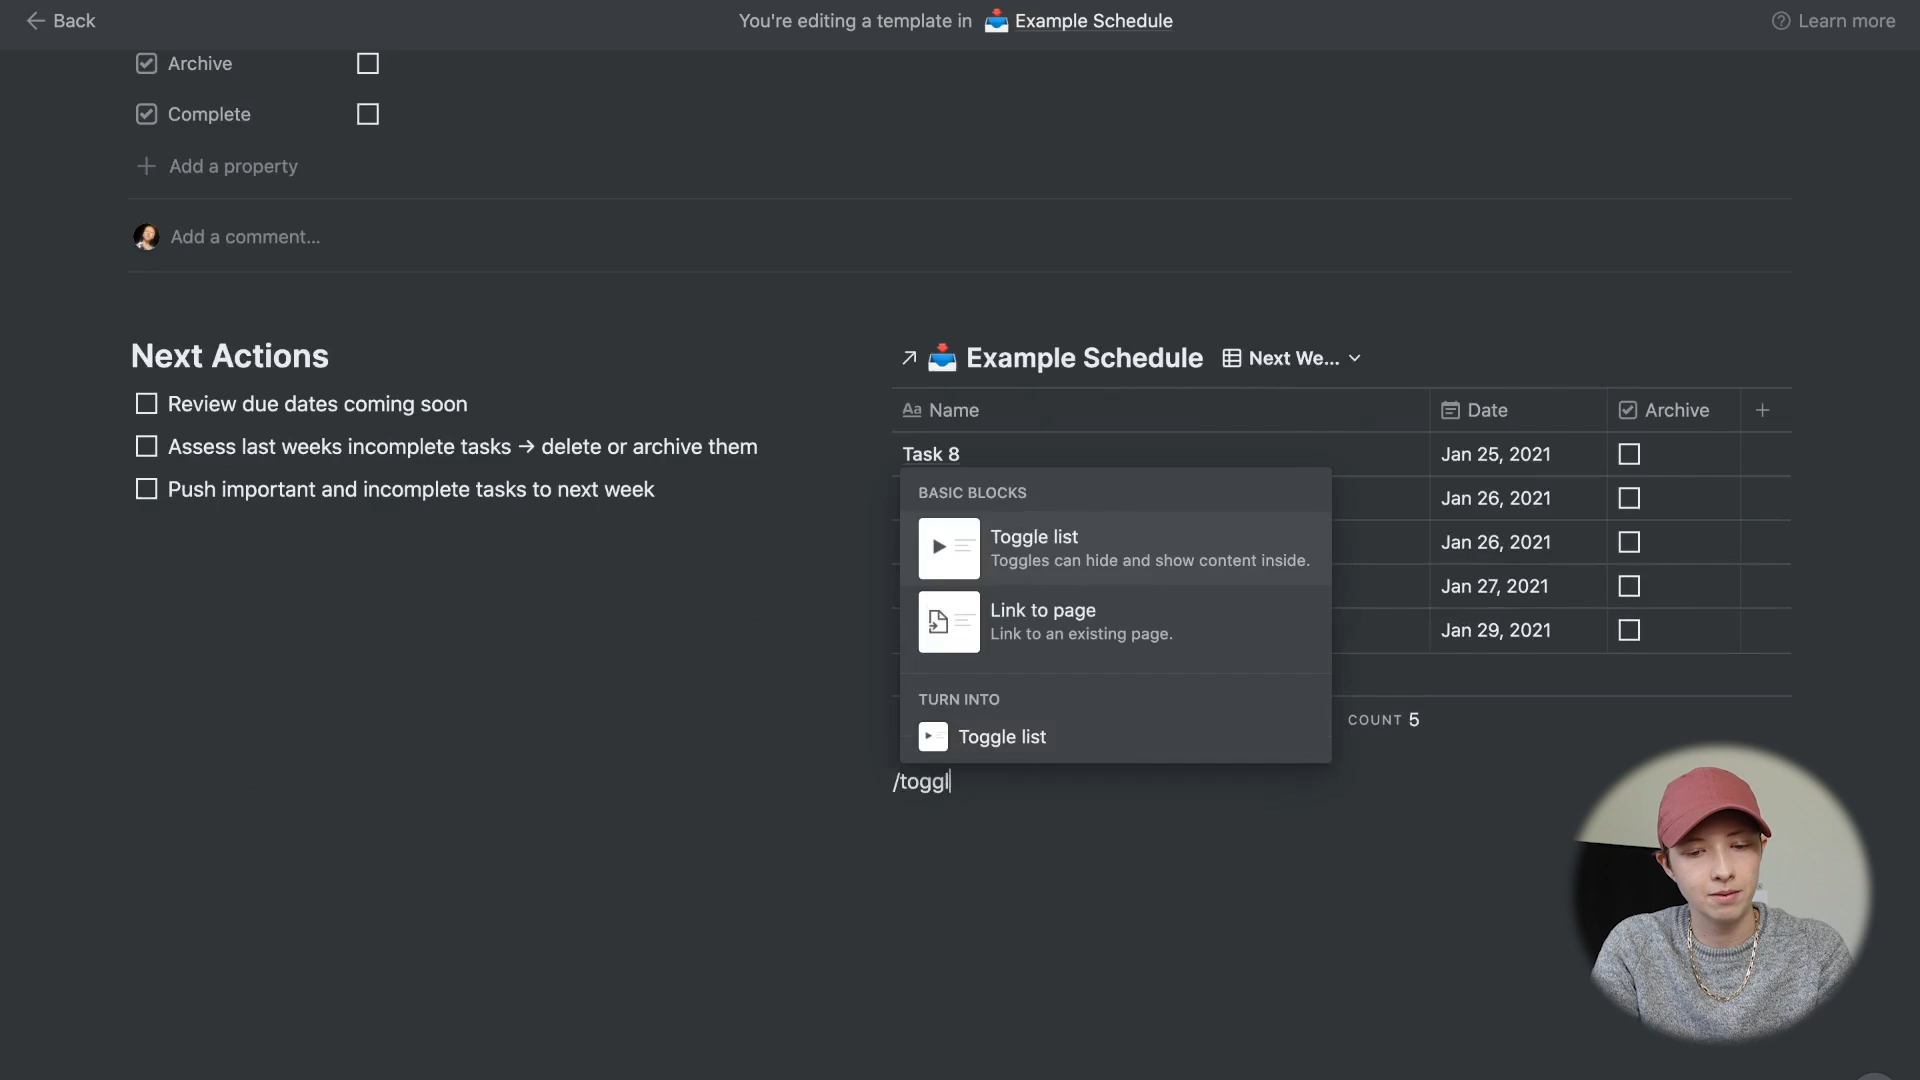 Back
You're editing a template in Example Schedule
Learn more
Archive
Complete
Add a property
Add a comment...
Next Actions
Review due dates coming soon
Assess last weeks incomplete tasks → delete or archive them
Push important and incomplete tasks to next week
Example Schedule Next We...
Aa Name Date Archive
Task 8 Jan 25, 2021
Jan 26, 2021
Jan 26, 2021
Jan 27, 2021
Jan 29, 2021
COUNT 5
BASIC BLOCKS
Toggle list
Toggles can hide and show content inside.
Link to page
Link to an existing page.
TURN INTO
Toggle list
/toggl